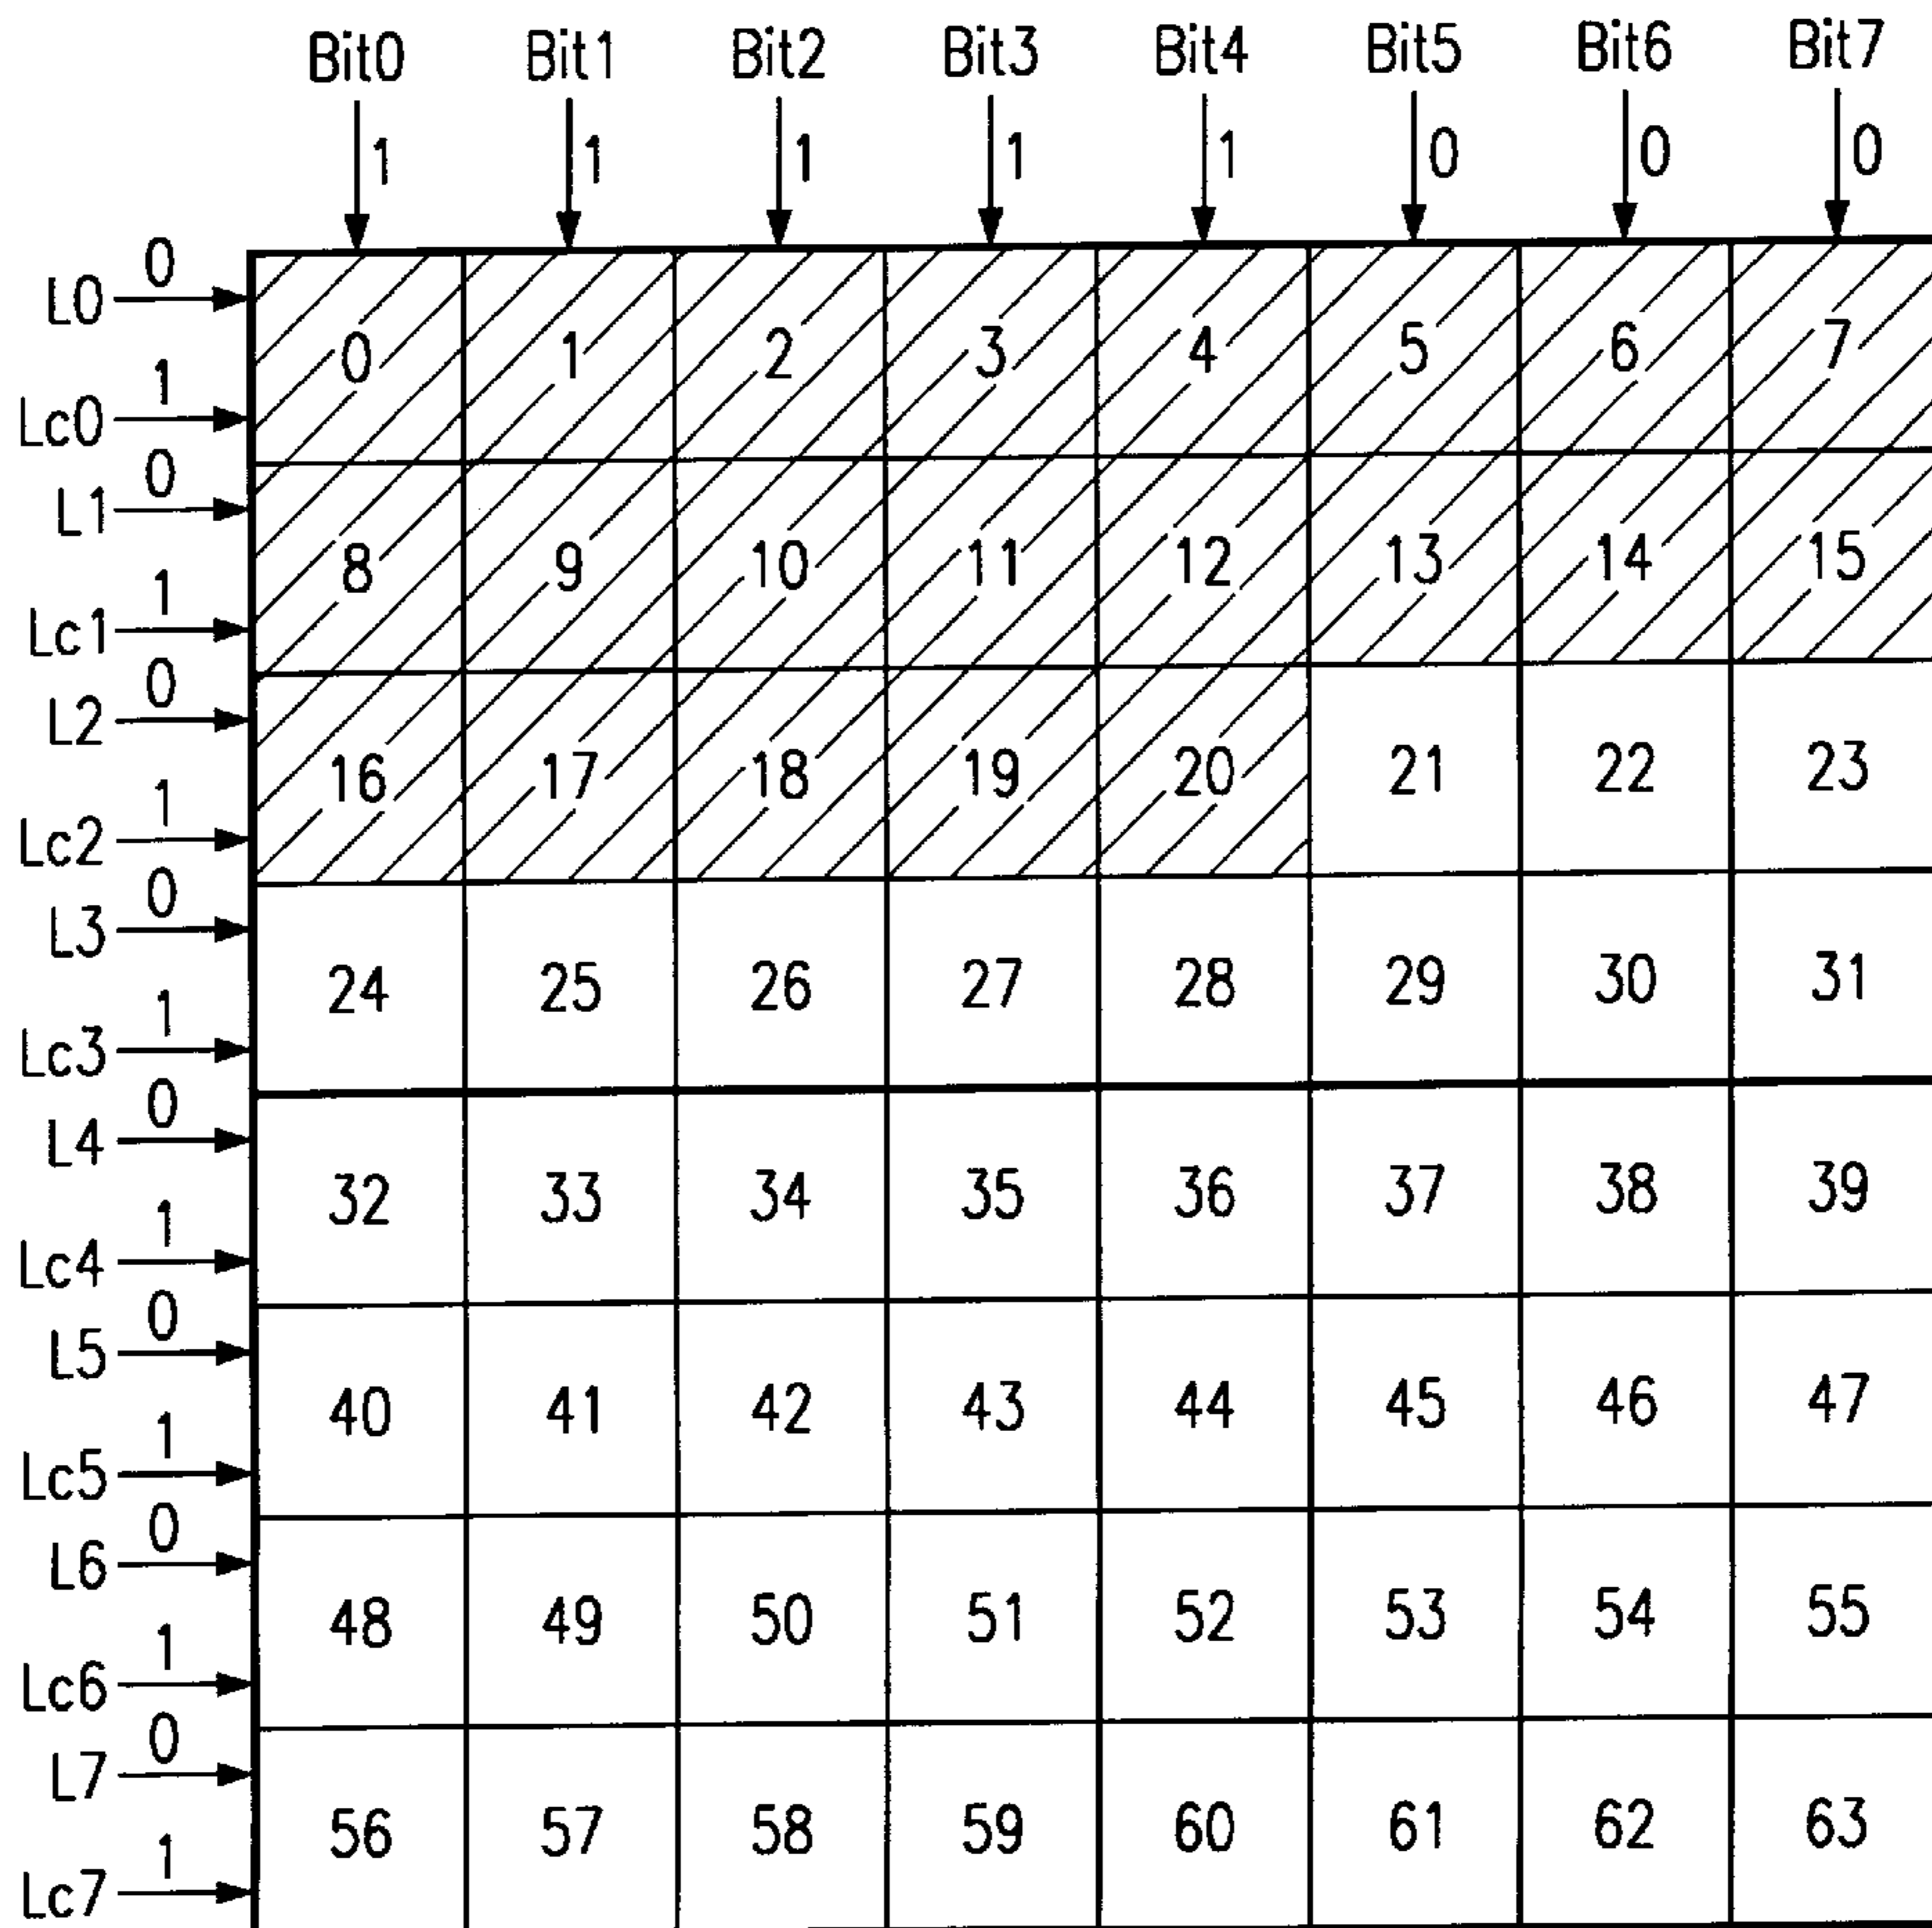 Bit0 Bit1 Bit2 Bit3 Bit4 Bit5 Bit6 Bit7
1 1 1 1 1 0 0 0
L0 0
0 1 2 3 4 5 6 7
Lc0 1
L1 0
8 9 10 11 12 13 14 15
Lc1 1
L2 0
16 17 18 19 20 21 22 23
Lc2 1
L3 0
24 25 26 27 28 29 30 31
Lc3 1
L4 0
32 33 34 35 36 37 38 39
Lc4 1
L5 0
40 41 42 43 44 45 46 47
Lc5 1
L6 0
48 49 50 51 52 53 54 55
Lc6 1
L7 0
56 57 58 59 60 61 62 63
Lc7 1